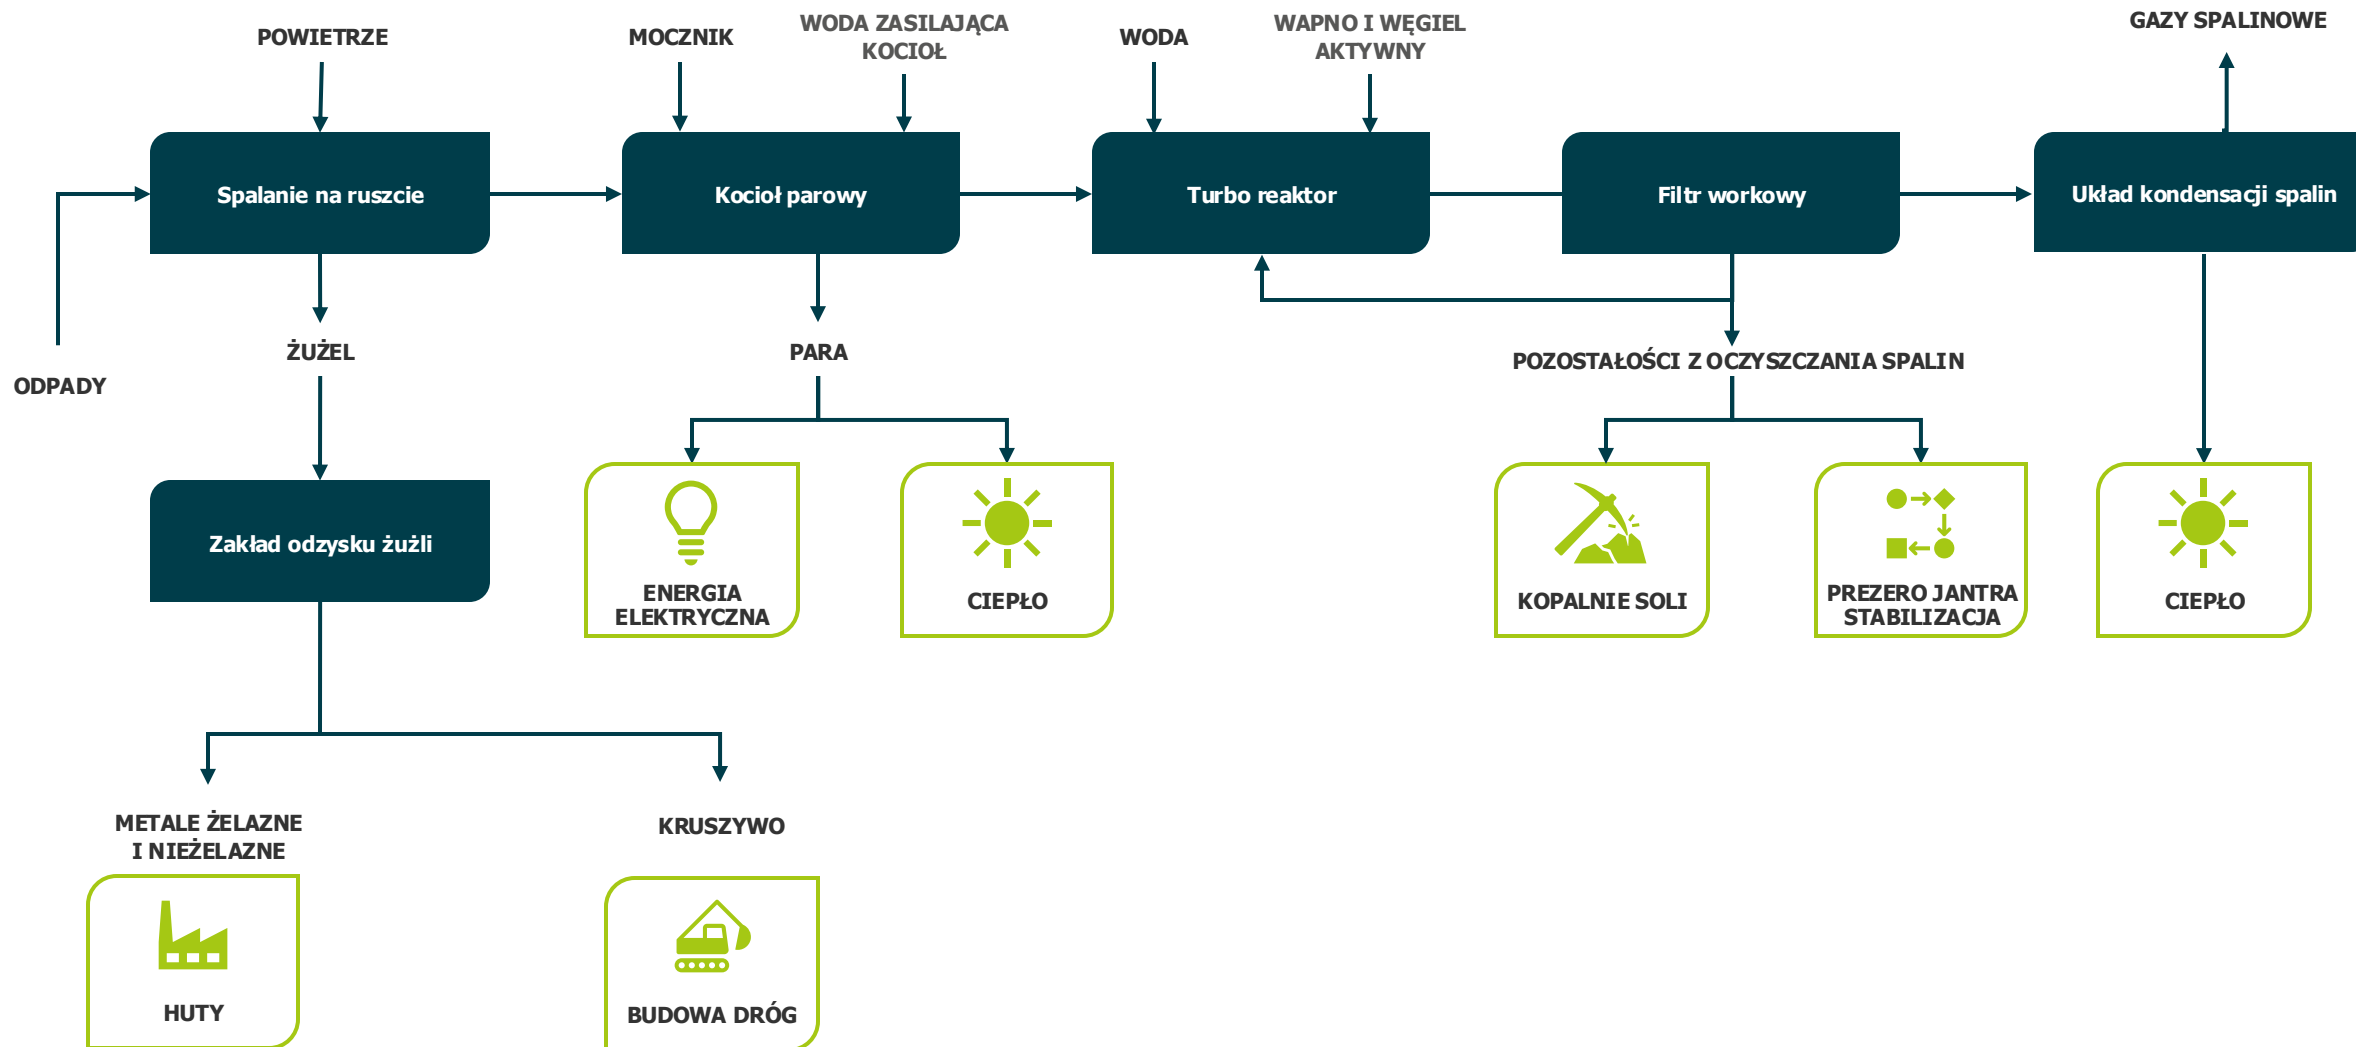 POWIETRZE
MOCZNIK
WODA ZASILAJĄCA
KOCIOŁ
WODA
WAPNO I WĘGIEL
AKTYWNY
GAZY SPALINOWE
Spalanie na ruszcie
Kocioł parowy
Turbo reaktor
Filtr workowy
Układ kondensacji spalin
ODPADY
ŻUŻEL
PARA
POZOSTAŁOŚCI Z OCZYSZCZANIA SPALIN
Zakład odzysku żużli
ENERGIA
ELEKTRYCZNA
CIEPŁO
KOPALNIE SOLI
PREZERO JANTRA
STABILIZACJA
CIEPŁO
METALE ŻELAZNE
I NIEŻELAZNE
KRUSZYWO
HUTY
BUDOWA DRÓG